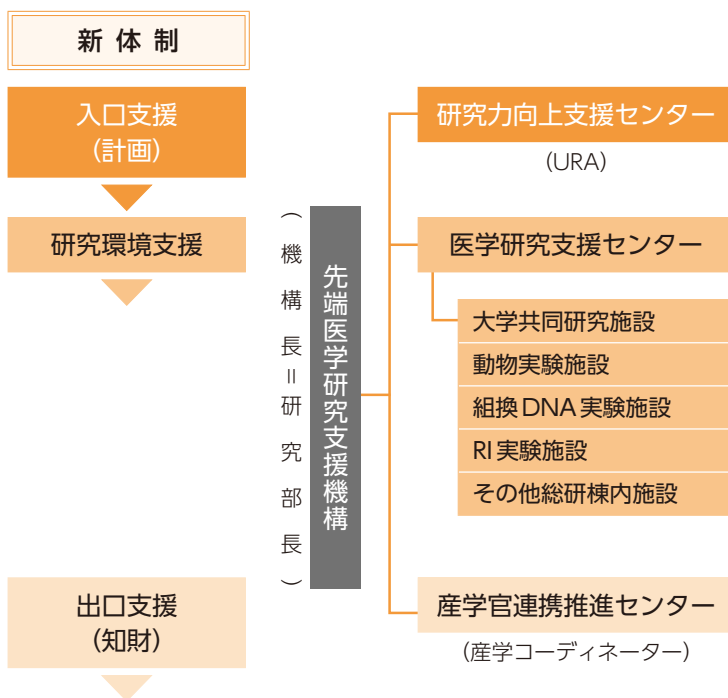 新体制
入口支援
(計画)
研究環境支援
出口支援
(知財)
(機構長=研究部長)
先端医学研究支援機構
研究力向上支援センター
(URA)
医学研究支援センター
大学共同研究施設
動物実験施設
組換DNA実験施設
RI実験施設
その他総研棟内施設
産学官連携推進センター
(産学コーディネーター)